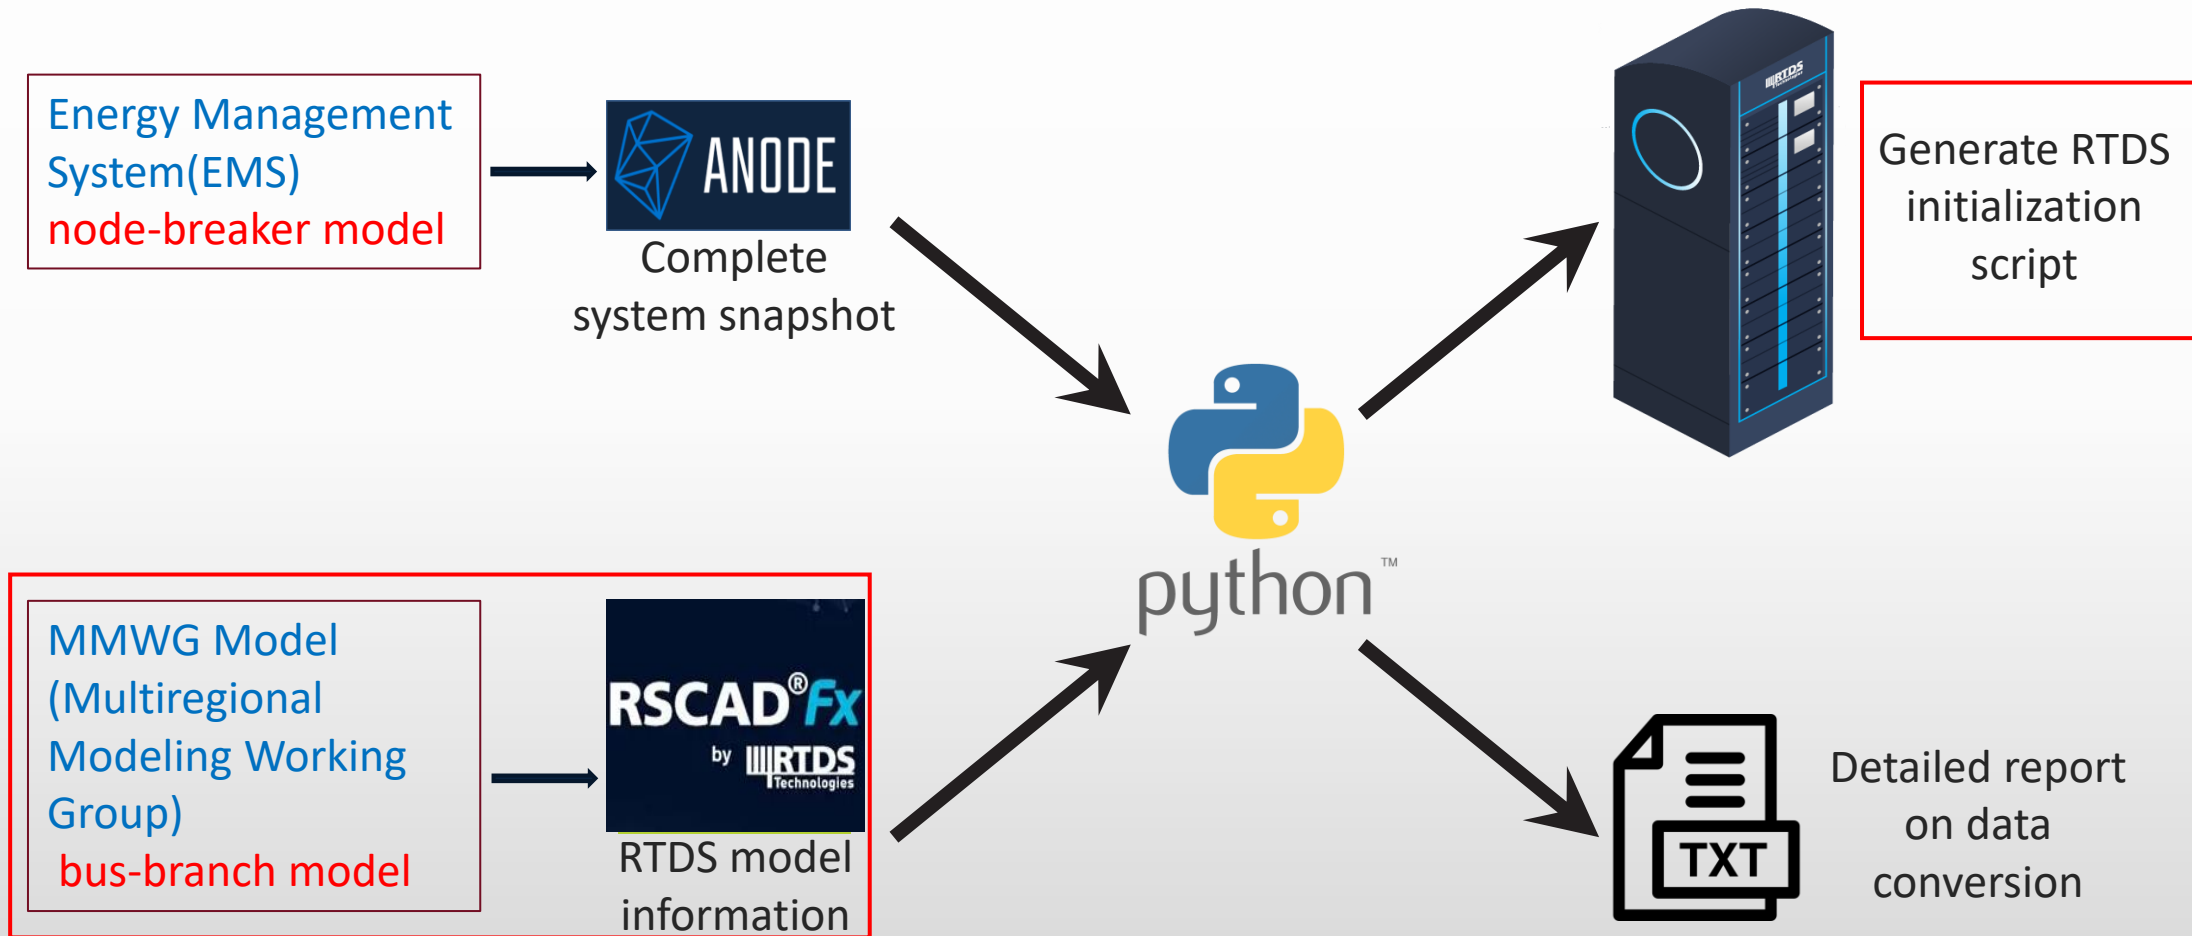 Energy Management
System(EMS)
node-breaker model
ANODE
Complete
system snapshot
RTDS
Technologies
Generate RTDS
initialization
script
python™
MMWG Model
(Multiregional
Modeling Working
Group)
bus-branch model
RSCAD®Fx
by RTDS
Technologies
RTDS model
information
TXT
Detailed report
on data
conversion